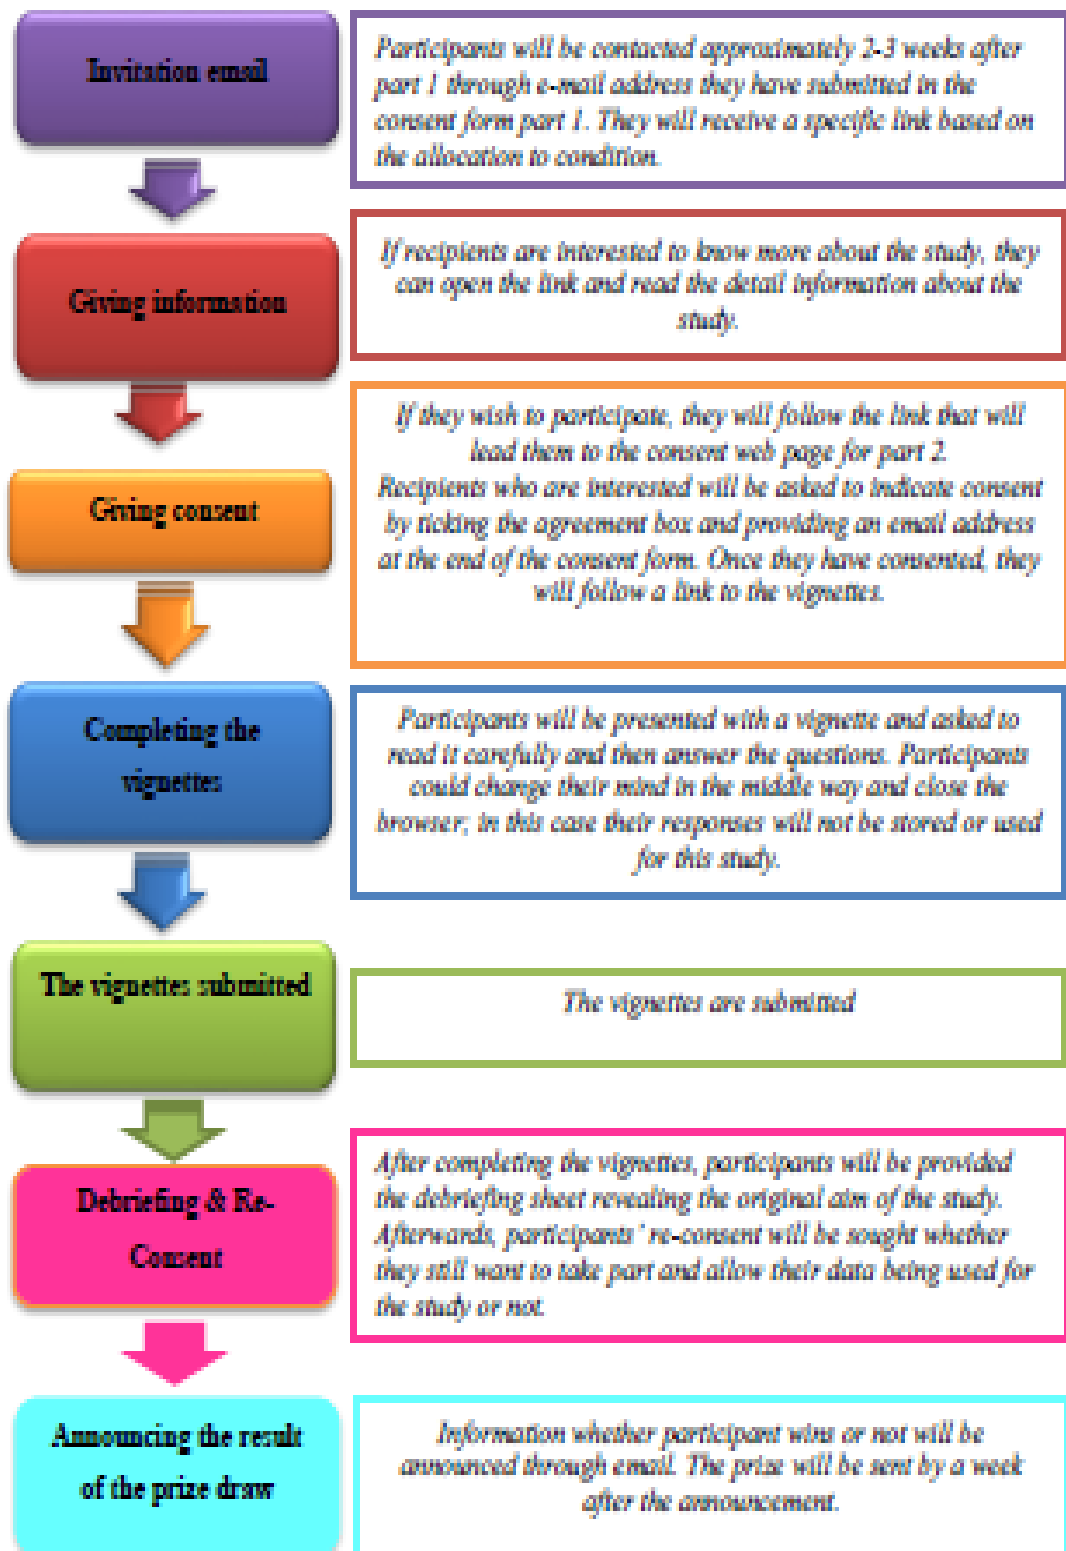 Invitation email
Participants will be contacted approximately 2-3 weeks after
part 1 through e-mail address they have submitted in the
consent form part 1. They will receive a specific link based on
the allocation to condition.
Giving information
If recipients are interested to know more about the study, they
can open the link and read the detail information about the
study.
Giving consent
If they wish to participate, they will follow the link that will
lead them to the consent web page for part 2.
Recipients who are interested will be asked to indicate consent
by ticking the agreement box and providing an email address
at the end of the consent form. Once they have consented, they
will follow a link to the vignettes.
Completing the
vignettes
Participants will be presented with a vignette and asked to
read it carefully and then answer the questions. Participants
could change their mind in the middle way and close the
browser; in this case their responses will not be stored or used
for this study.
The vignettes submitted
The vignettes are submitted
Debriefing & Re-
Consent
After completing the vignettes, participants will be provided
the debriefing sheet revealing the original aim of the study.
Afterwards, participants' re-consent will be sought whether
they still want to take part and allow their data being used for
the study or not.
Announcing the result
of the prize draw
Information whether participant wins or not will be
announced through email. The prize will be sent by a week
after the announcement.